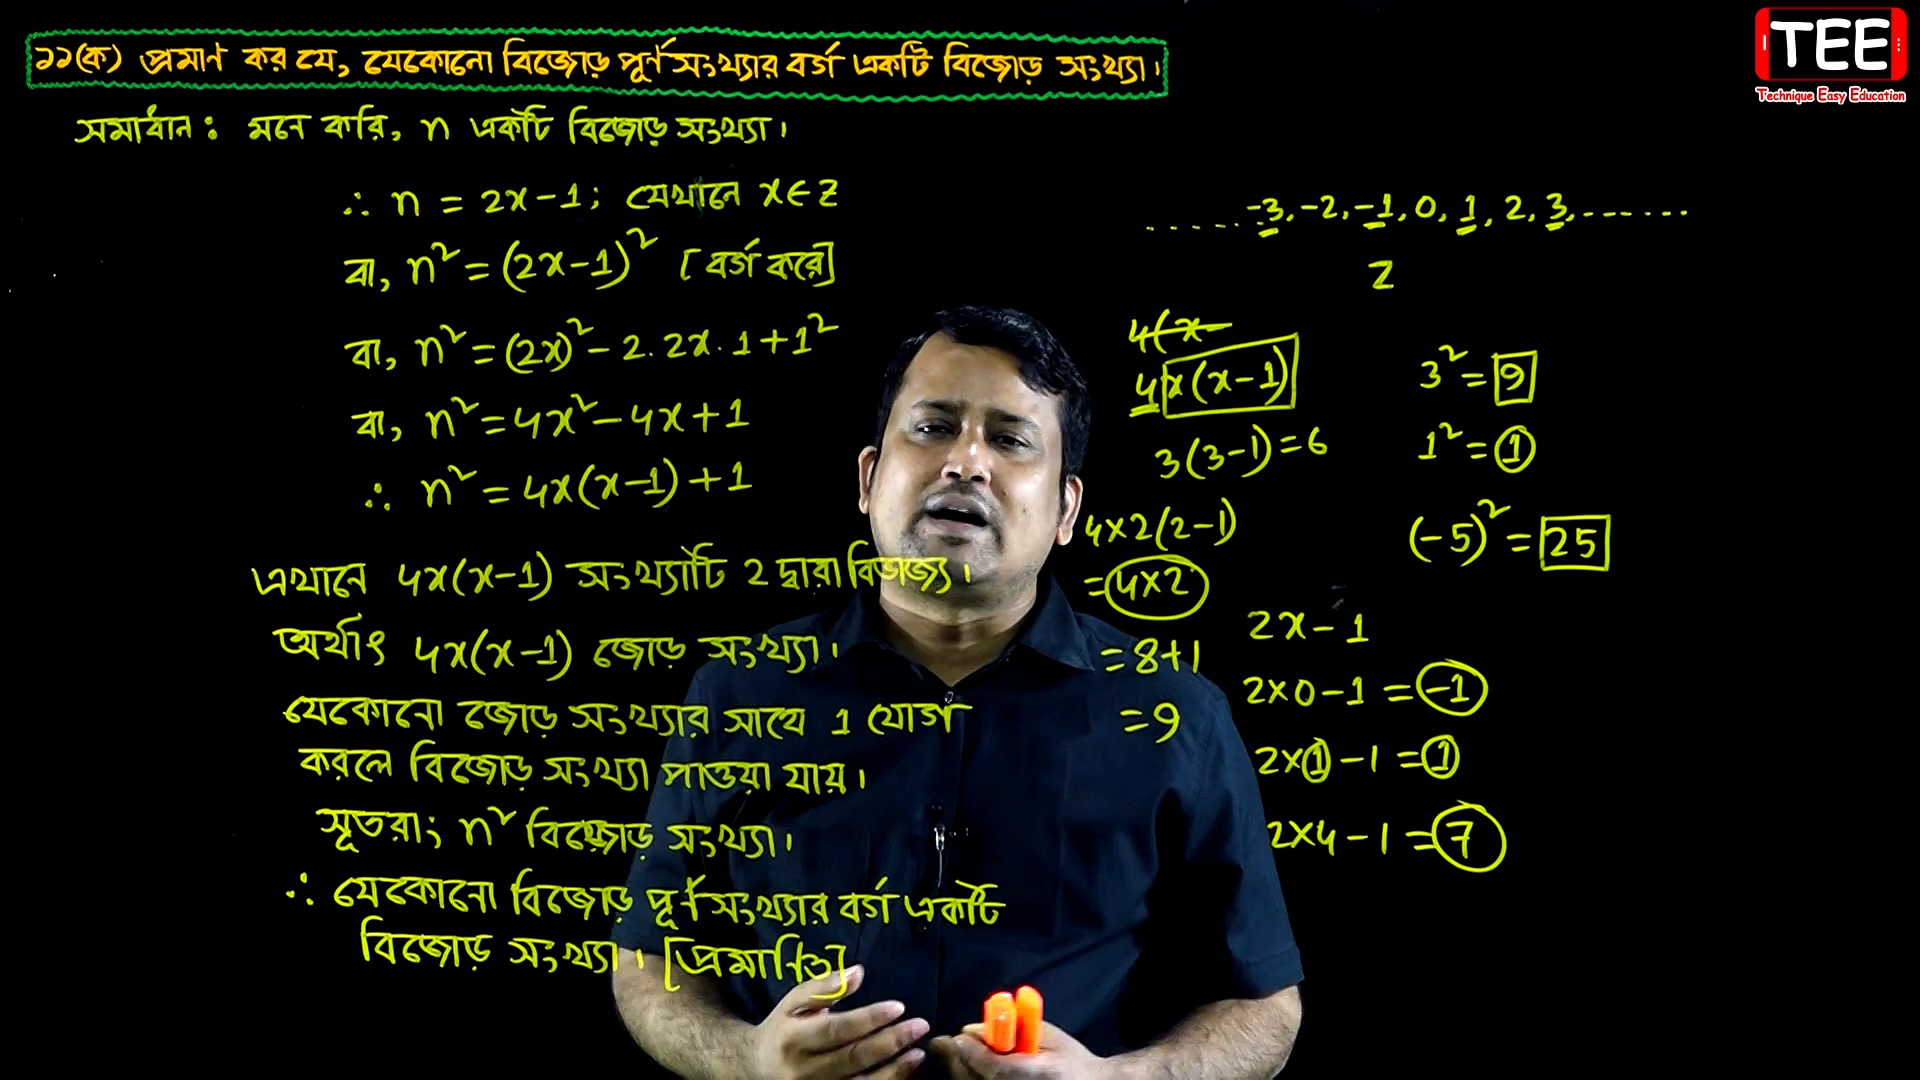 ১১(ক) প্রমাণ কর যে, যেকোনো বিজোড় পূর্ণসংখ্যার বর্গ একটি বিজোড় সংখ্যা।
TEE
Technique Easy Education
সমাধান : মনে করি, n একটি বিজোড় সংখ্যা।
∴ n = 2x-1; যেখানে x∈Z
বা, n² = (2x-1)² [বর্গ করে]
বা, n² = (2x)² - 2.2x.1 + 1²
বা, n² = 4x² - 4x + 1
∴ n² = 4x(x-1) + 1
এখানে 4x(x-1) সংখ্যাটি 2 দ্বারা বিভাজ্য।
অর্থাৎ 4x(x-1) জোড় সংখ্যা।
যেকোনো জোড় সংখ্যার সাথে 1 যোগ
করলে বিজোড় সংখ্যা পাওয়া যায়।
সূতরাং n² বিজোড় সংখ্যা।
∴ যেকোনো বিজোড় পূর্ণসংখ্যার বর্গ একটি
বিজোড় সংখ্যা। [প্রমাণিত]
...... -3, -2, -1, 0, 1, 2, 3, .......
Z
4(x-
4x(x-1)
3(3-1) = 6
4×2(2-1)
= 4×2
= 8+1
= 9
3² = 9
1² = 1
(-5)² = 25
2x-1
2×0-1 = -1
2×1-1 = 1
2×4-1 = 7